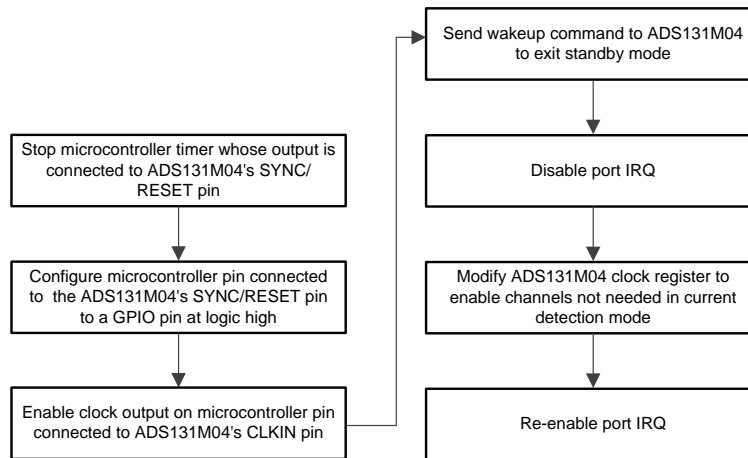 Stop microcontroller timer whose output is
connected to ADS131M04's SYNC/
RESET pin
Configure microcontroller pin connected
to the ADS131M04's SYNC/RESET pin
to a GPIO pin at logic high
Enable clock output on microcontroller pin
connected to ADS131M04's CLKIN pin
Send wakeup command to ADS131M04
to exit standby mode
Disable port IRQ
Modify ADS131M04 clock register to
enable channels not needed in current
detection mode
Re-enable port IRQ